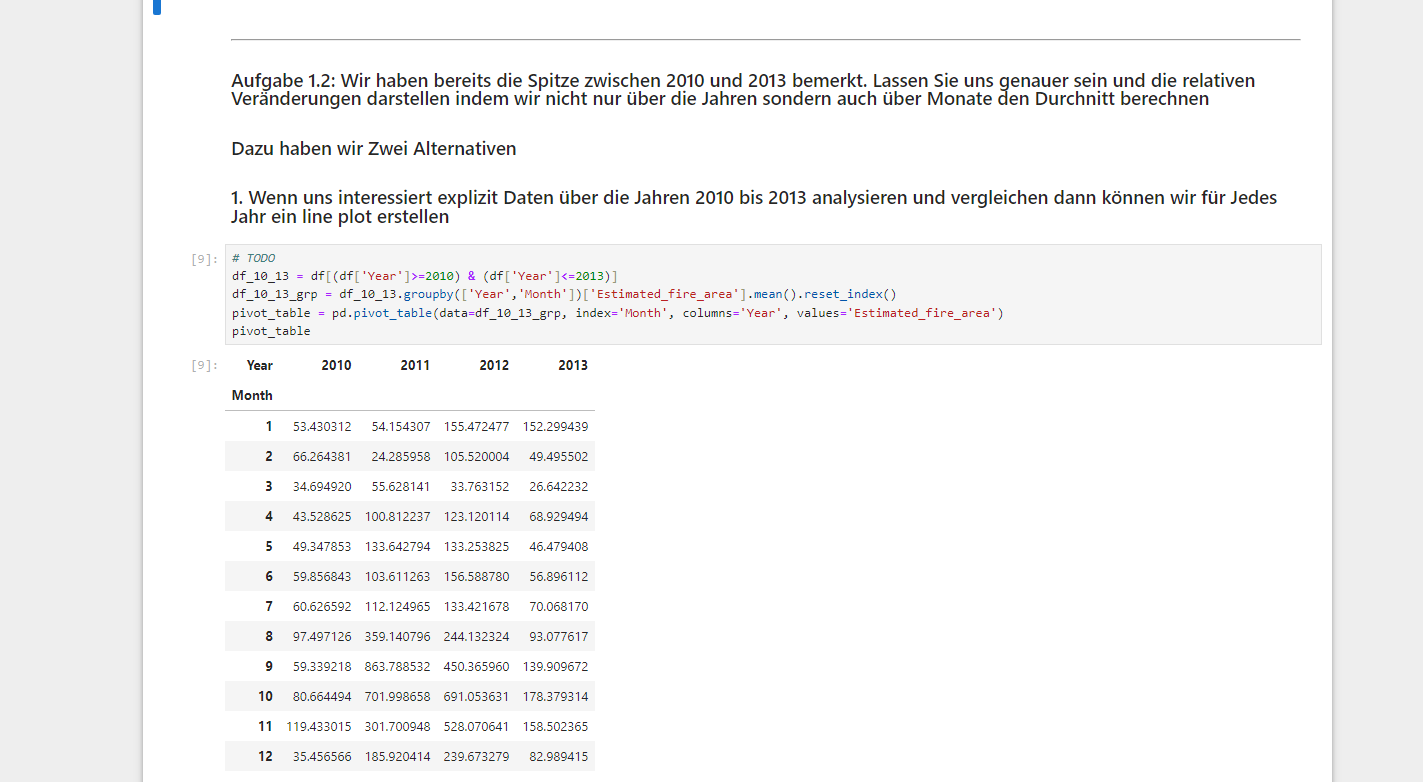 Aufgabe 1.2: Wir haben bereits die Spitze zwischen 2010 und 2013 bemerkt. Lassen Sie uns genauer sein und die relativen
Veränderungen darstellen indem wir nicht nur über die Jahren sondern auch über Monate den Durchnitt berechnen
Dazu haben wir Zwei Alternativen
1. Wenn uns interessiert explizit Daten über die Jahren 2010 bis 2013 analysieren und vergleichen dann können wir für Jedes
Jahr ein line plot erstellen
[9]: # TODO
df_10_13 = df[(df['Year']>=2010) & (df['Year']<=2013)]
df_10_13_grp = df_10_13.groupby(['Year','Month'])['Estimated_fire_area'].mean().reset_index()
pivot_table = pd.pivot_table(data=df_10_13_grp, index='Month', columns='Year', values='Estimated_fire_area')
pivot_table
[9]: Year 2010 2011 2012 2013
Month
1 53.430312 54.154307 155.472477 152.299439
2 66.264381 24.285958 105.520004 49.495502
3 34.694920 55.628141 33.763152 26.642232
4 43.528625 100.812237 123.120114 68.929494
5 49.347853 133.642794 133.253825 46.479408
6 59.856843 103.611263 156.588780 56.896112
7 60.626592 112.124965 133.421678 70.068170
8 97.497126 359.140796 244.132324 93.077617
9 59.339218 863.788532 450.365960 139.909672
10 80.664494 701.998658 691.053631 178.379314
11 119.433015 301.700948 528.070641 158.502365
12 35.456566 185.920414 239.673279 82.989415